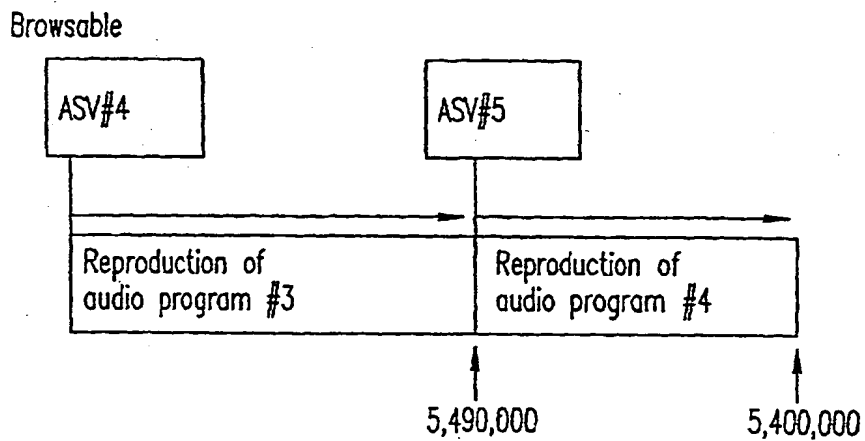 Browsable
ASV#4
ASV#5
Reproduction of
audio program #3
Reproduction of
audio program #4
5,490,000
5,400,000